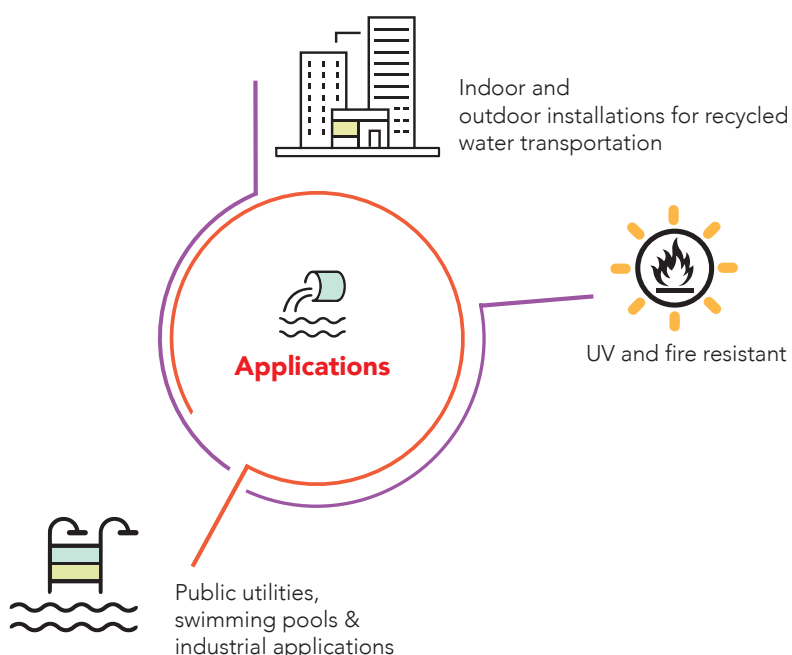 Indoor and
outdoor installations for recycled
water transportation
UV and fire resistant
Applications
Public utilities,
swimming pools &
industrial applications